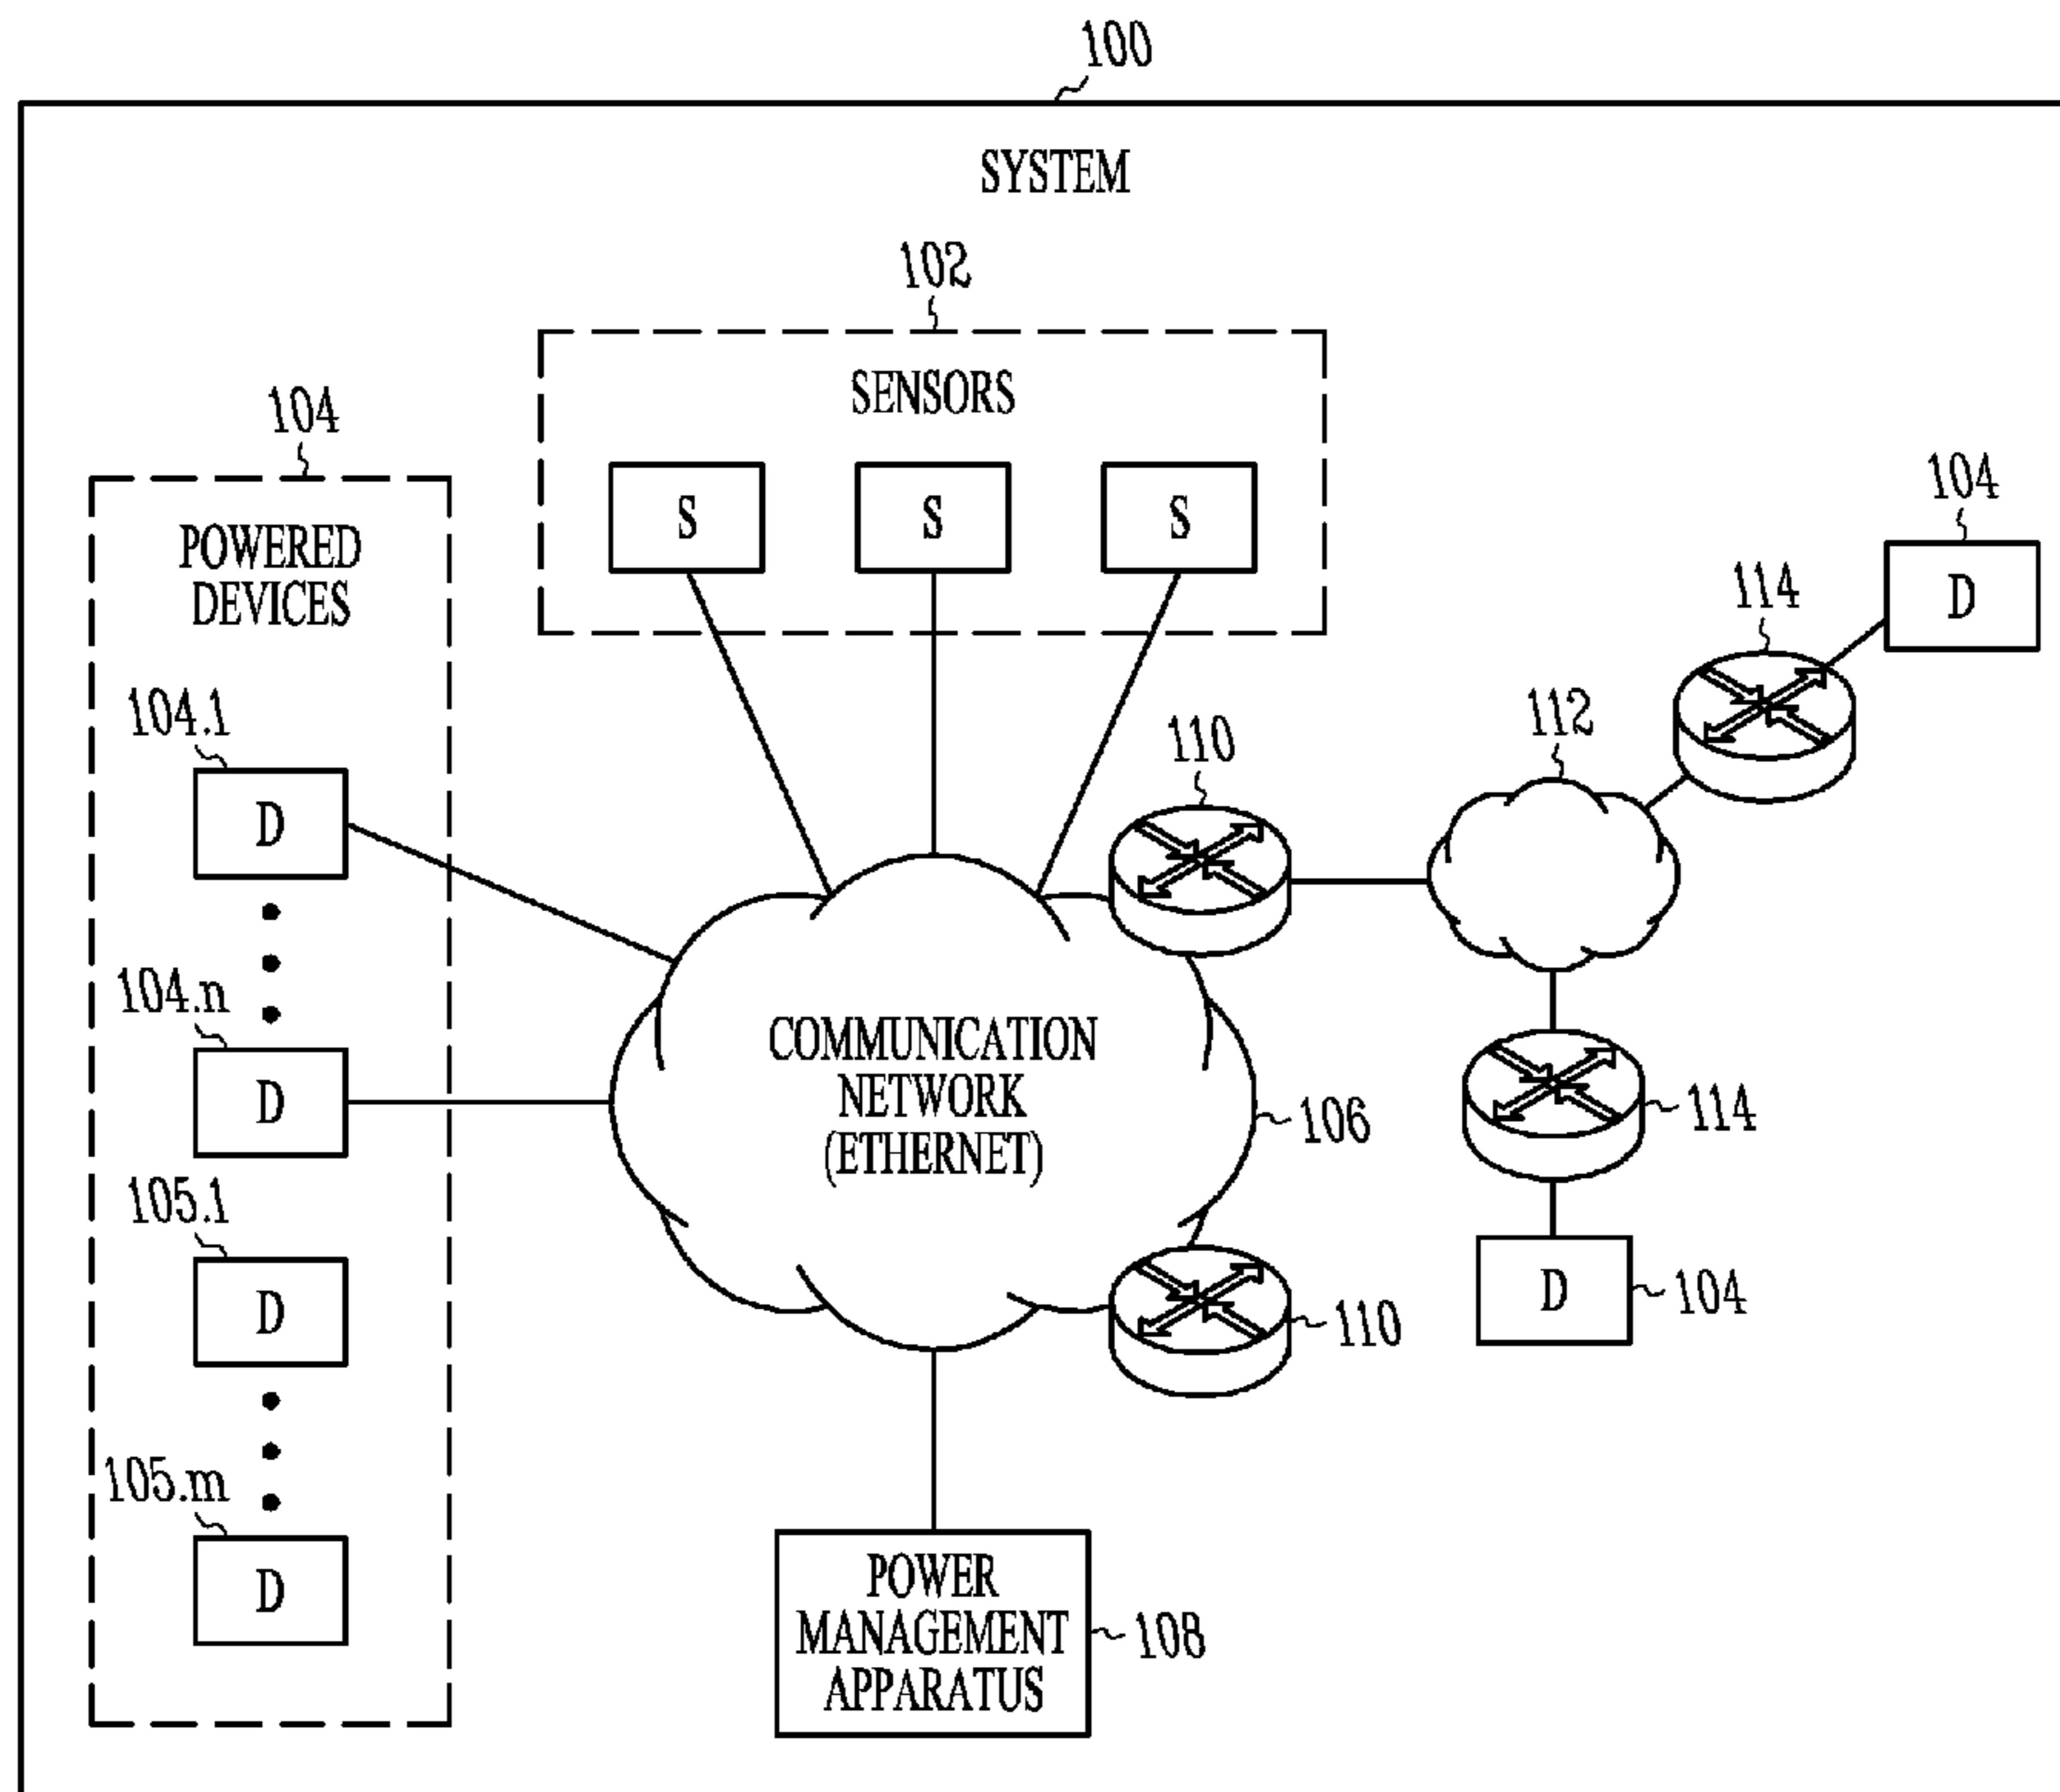 100
SYSTEM
102
SENSORS
S S S
104
POWERED
DEVICES
104.1
D
104.n
D
105.1
D
105.m
D
COMMUNICATION
NETWORK
(ETHERNET)
106
110
110
112
114
104
D
114
D
104
POWER
MANAGEMENT
APPARATUS
108